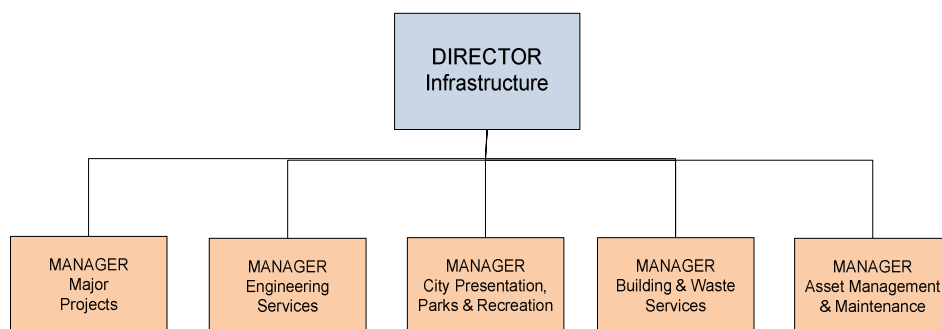 DIRECTOR
Infrastructure
MANAGER
Major
Projects
MANAGER
Engineering
Services
MANAGER
City Presentation,
Parks & Recreation
MANAGER
Building & Waste
Services
MANAGER
Asset Management
& Maintenance